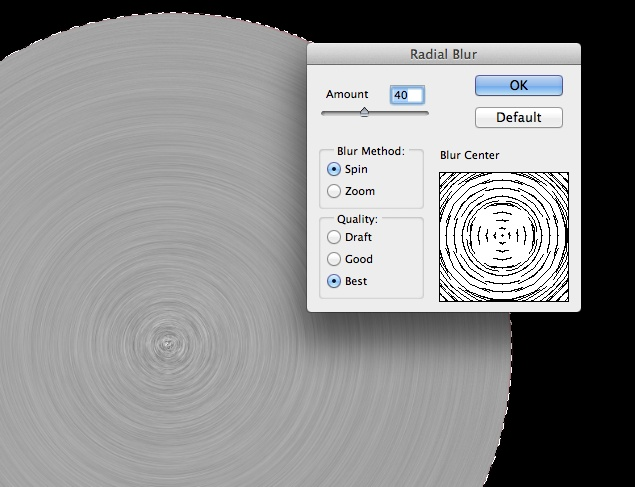 Radial Blur
Amount 40
OK
Default
Blur Method:
Spin
Zoom
Quality:
Draft
Good
Best
Blur Center